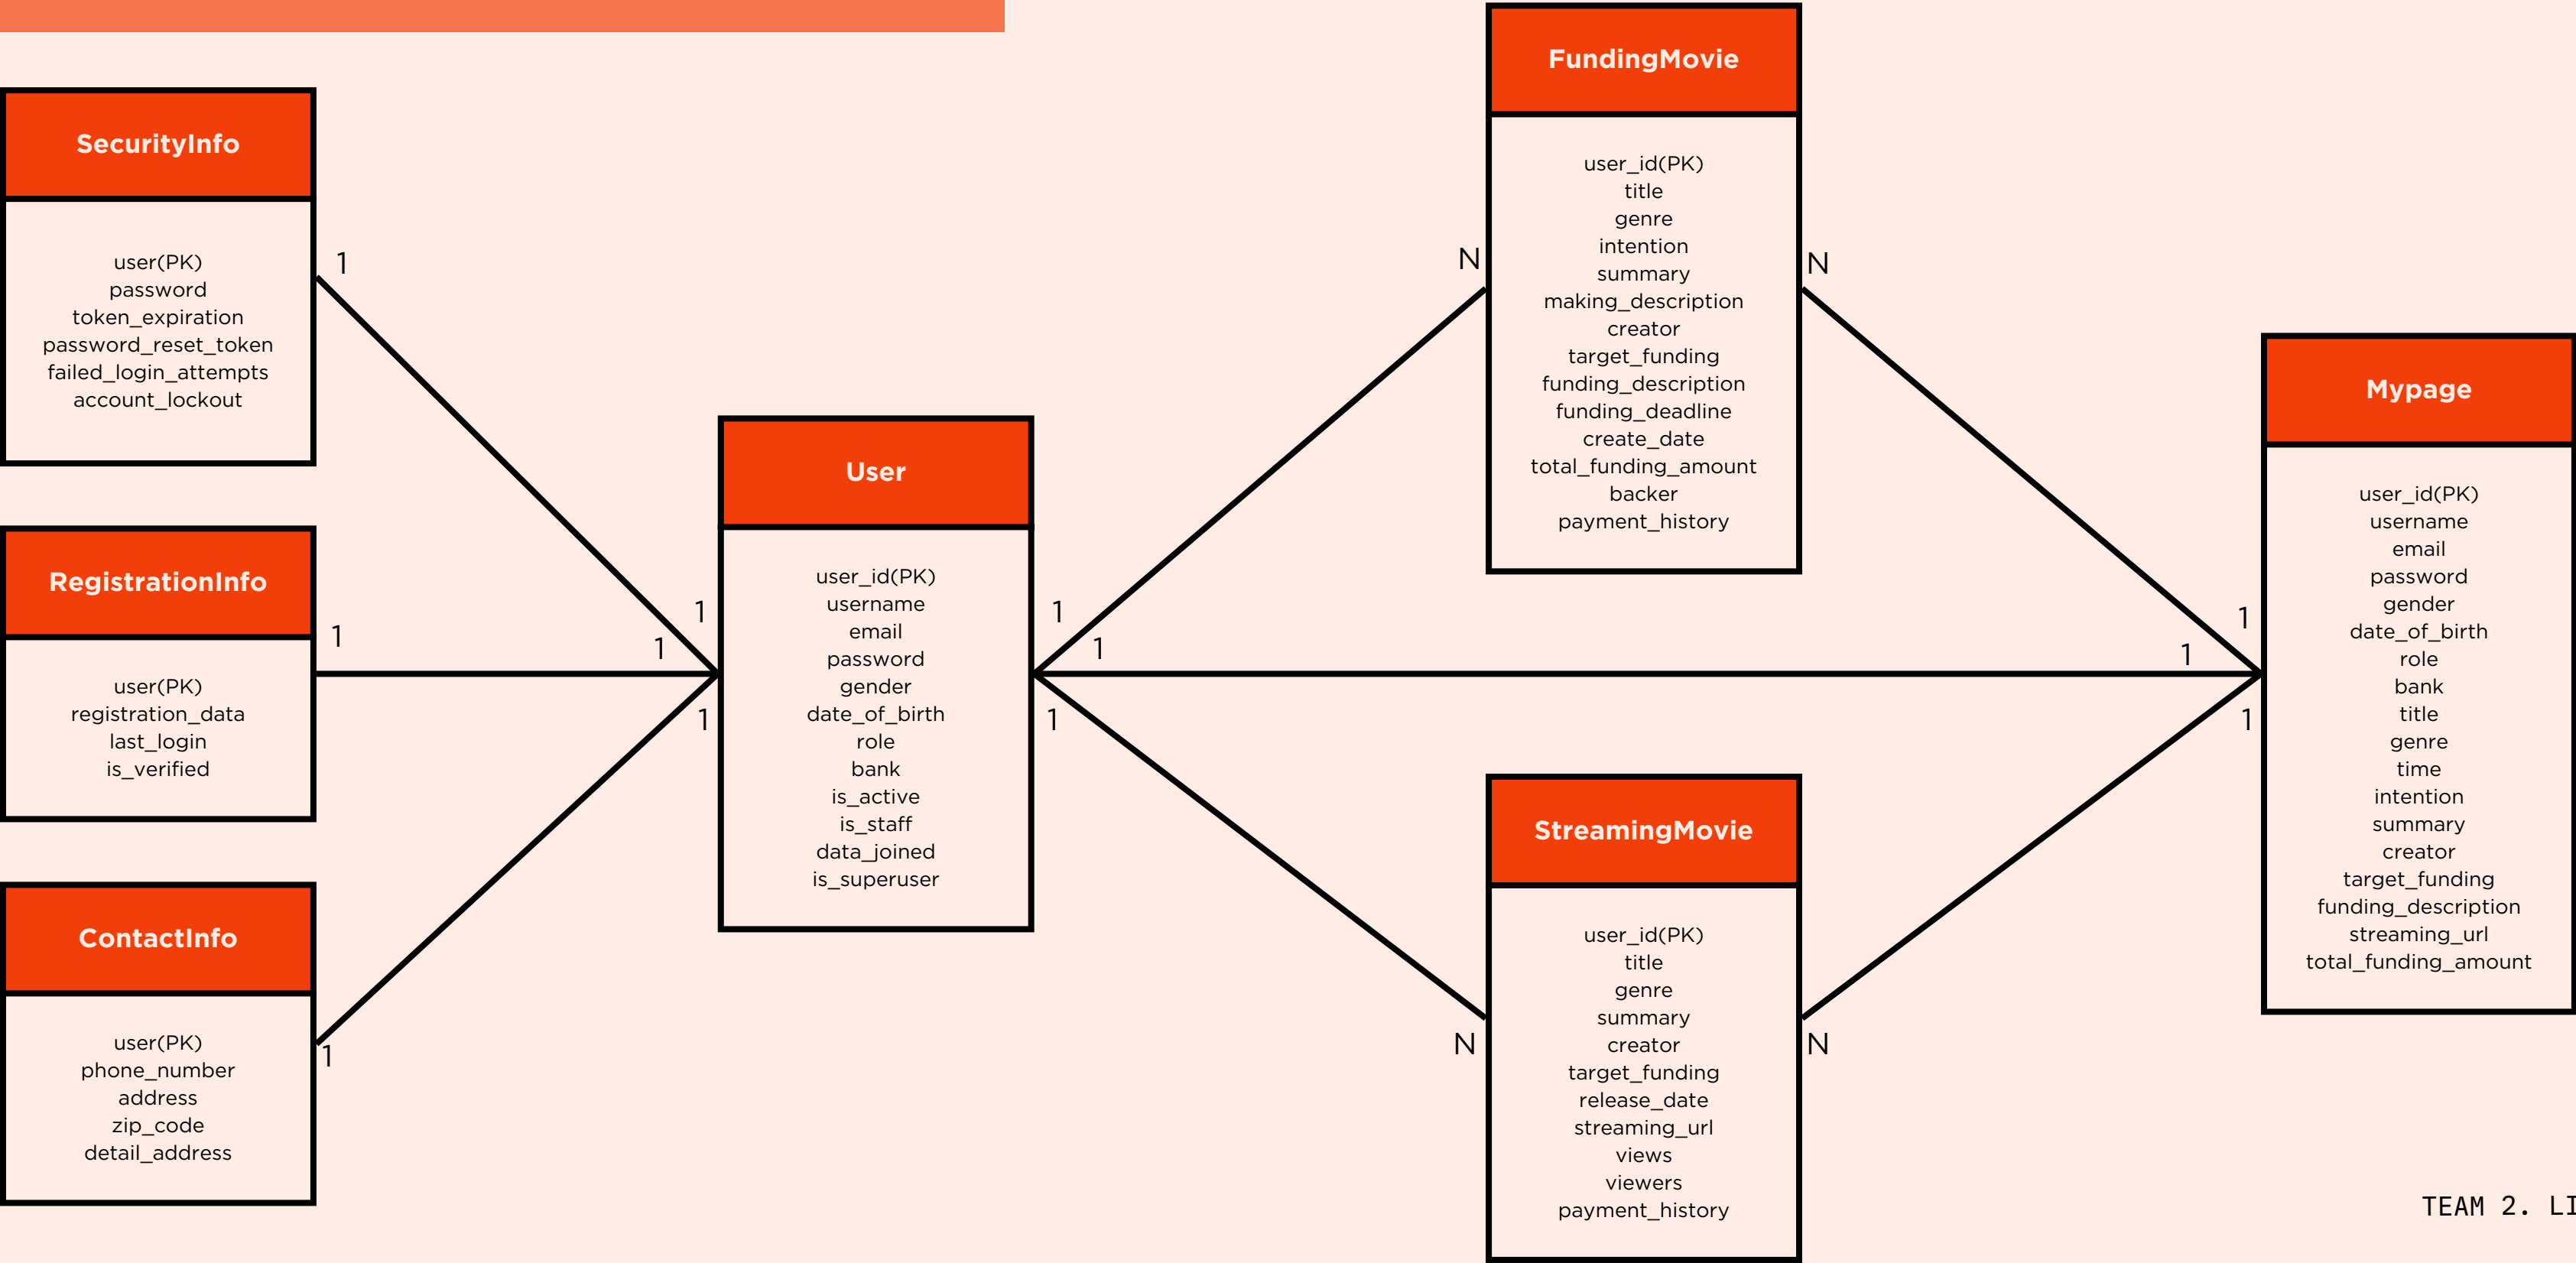 SecurityInfo
user(PK)
password
token_expiration
password_reset_token
failed_login_attempts
account_lockout
1
RegistrationInfo
user(PK)
registration_data
last_login
is_verified
1
ContactInfo
user(PK)
phone_number
address
zip_code
detail_address
1
1
1
1
User
user_id(PK)
username
email
password
gender
date_of_birth
role
bank
is_active
is_staff
data_joined
is_superuser
1
1
1
N
FundingMovie
user_id(PK)
title
genre
intention
summary
making_description
creator
target_funding
funding_description
funding_deadline
create_date
total_funding_amount
backer
payment_history
N
N
StreamingMovie
user_id(PK)
title
genre
summary
creator
target_funding
release_date
streaming_url
views
viewers
payment_history
N
1
1
1
Mypage
user_id(PK)
username
email
password
gender
date_of_birth
role
bank
title
genre
time
intention
summary
creator
target_funding
funding_description
streaming_url
total_funding_amount
TEAM 2. LI